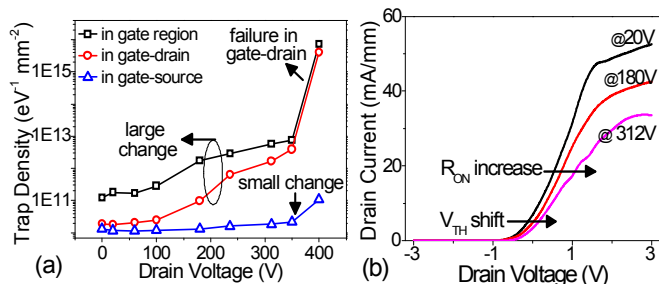 in gate region
in gate-drain
in gate-source
failure in
gate-drain
large
change
small change
1E15
1E13
1E11
Trap Density (eV⁻¹ mm⁻²)
0
100
200
300
400
Drain Voltage (V)
(a)
@20V
@180V
@ 312V
R_ON increase
V_TH shift
60
40
20
0
Drain Current (mA/mm)
-3
-1
1
3
Drain Voltage (V)
(b)